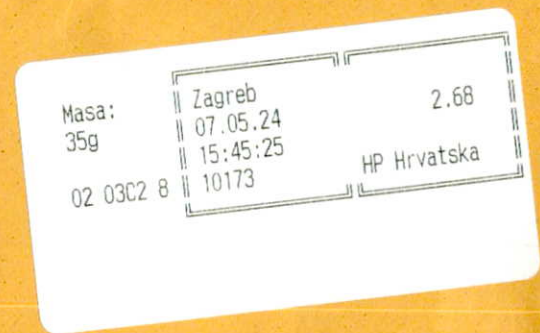 Masa:
35g
02 03C2 8
Zagreb
07.05.24
15:45:25
10173
2.68
HP Hrvatska